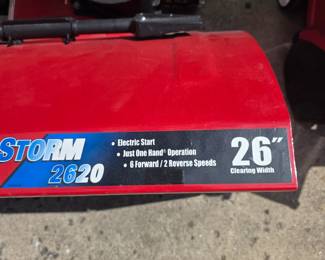 STORM
2620
• Electric Start
• Just One Hand® Operation
• 6 Forward / 2 Reverse Speeds
26"
Clearing Width